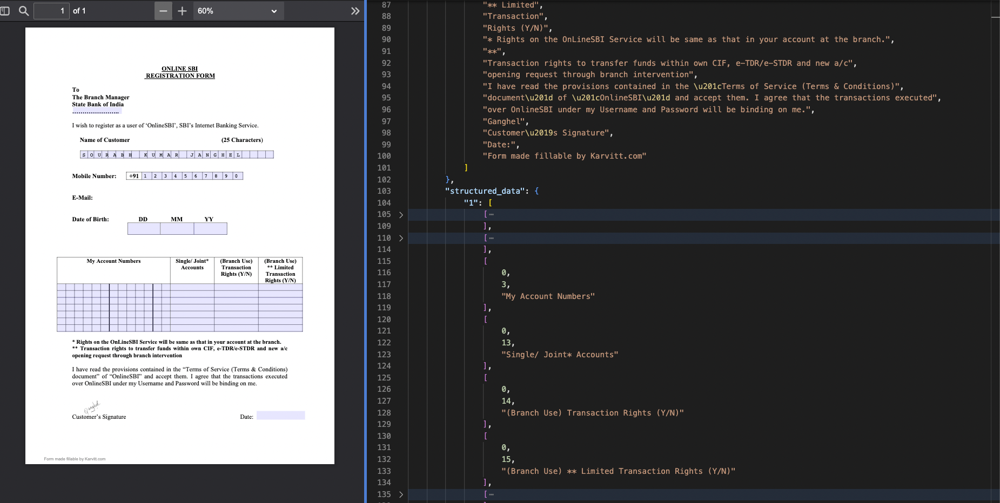 1 of 1
60%
ONLINE SBI
REGISTRATION FORM
To
The Branch Manager
State Bank of India
.......................
I wish to register as a user of ‘OnlineSBI’, SBI’s Internet Banking Service.
Name of Customer (25 Characters)
S O U R A B H K U M A R J A N G H E L
Mobile Number: +91 1 2 3 4 5 6 7 8 9 0
E-Mail:
Date of Birth: DD MM YY
My Account Numbers
Single/ Joint*
Accounts
(Branch Use)
Transaction
Rights (Y/N)
(Branch Use)
** Limited
Transaction
Rights (Y/N)
* Rights on the OnLineSBI Service will be same as that in your account at the branch.
** Transaction rights to transfer funds within own CIF, e-TDR/e-STDR and new a/c
opening request through branch intervention
I have read the provisions contained in the “Terms of Service (Terms & Conditions)
document” of “OnlineSBI” and accept them. I agree that the transactions executed
over OnlineSBI under my Username and Password will be binding on me.
Customer’s Signature Date:
Form made fillable by Karvitt.com
87 "** Limited",
88 "Transaction",
89 "Rights (Y/N)",
90 "* Rights on the OnLineSBI Service will be same as that in your account at the branch.",
91 "**",
92 "Transaction rights to transfer funds within own CIF, e-TDR/e-STDR and new a/c",
93 "opening request through branch intervention",
94 "I have read the provisions contained in the \u201cTerms of Service (Terms & Conditions)",
95 "document\u201d of \u201cOnlineSBI\u201d and accept them. I agree that the transactions executed",
96 "over OnlineSBI under my Username and Password will be binding on me.",
97 "Ganghel",
98 "Customer\u2019s Signature",
99 "Date:",
100 "Form made fillable by Karvitt.com"
101 ]
102 },
103 "structured_data": {
104 "1": [
105 [
109 ],
110 [
114 ],
115 [
116 0,
117 3,
118 "My Account Numbers"
119 ],
120 [
121 0,
122 13,
123 "Single/ Joint* Accounts"
124 ],
125 [
126 0,
127 14,
128 "(Branch Use) Transaction Rights (Y/N)"
129 ],
130 [
131 0,
132 15,
133 "(Branch Use) ** Limited Transaction Rights (Y/N)"
134 ],
135 [